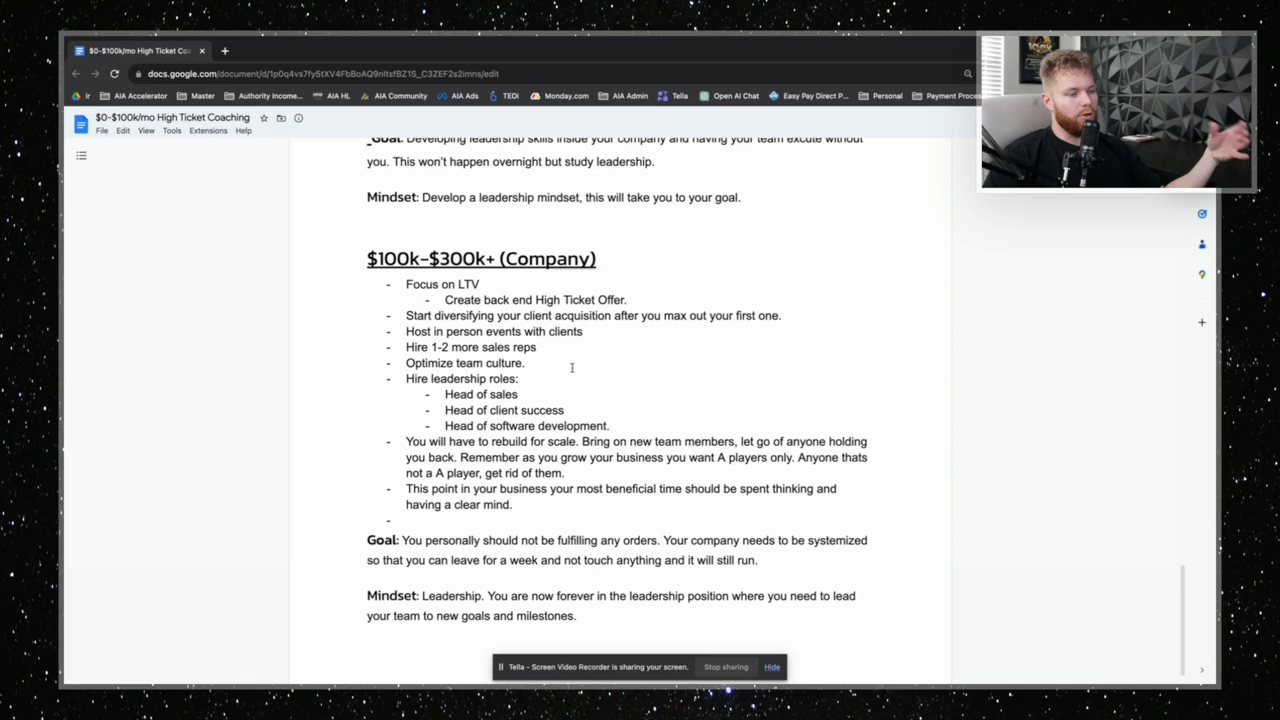 $0-$100k/mo High Ticket Coa
docs.google.com/document/d/1p0q4vs7fy5tXV4FbBoAQ9nltsfBZ1S_C3ZEF2s2imns/edit
ir AIA Accelerator Master Authority Income... AIA HL AIA Community AIA Ads TEDi Monday.com AIA Admin Tella Open AI Chat Easy Pay Direct P... Personal Payment Proce
$0-$100k/mo High Ticket Coaching
File Edit View Tools Extensions Help
Goal: Developing leadership skills inside your company and having your team excute without
you. This won't happen overnight but study leadership.
Mindset: Develop a leadership mindset, this will take you to your goal.
$100k-$300k+ (Company)
- Focus on LTV
- Create back end High Ticket Offer.
- Start diversifying your client acquisition after you max out your first one.
- Host in person events with clients
- Hire 1-2 more sales reps
- Optimize team culture.
- Hire leadership roles:
- Head of sales
- Head of client success
- Head of software development.
- You will have to rebuild for scale. Bring on new team members, let go of anyone holding
you back. Remember as you grow your business you want A players only. Anyone thats
not a A player, get rid of them.
- This point in your business your most beneficial time should be spent thinking and
having a clear mind.
-
Goal: You personally should not be fulfilling any orders. Your company needs to be systemized
so that you can leave for a week and not touch anything and it will still run.
Mindset: Leadership. You are now forever in the leadership position where you need to lead
your team to new goals and milestones.
Tella - Screen Video Recorder is sharing your screen. Stop sharing Hide